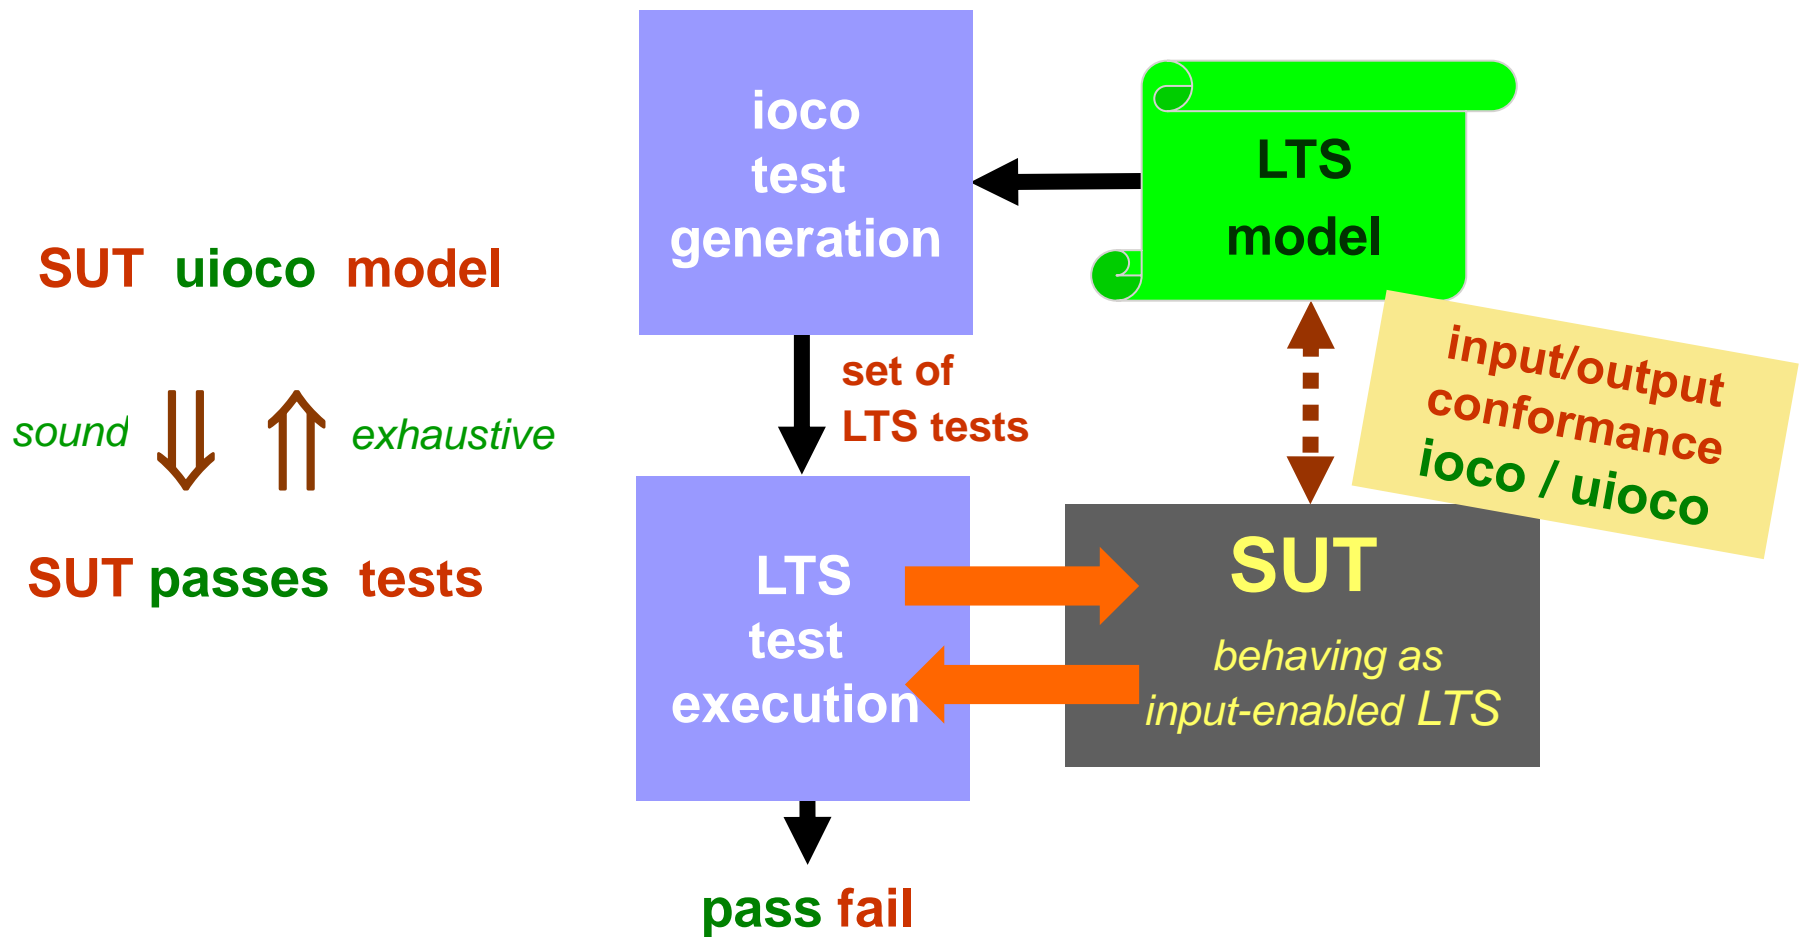 SUT uioco model
sound
exhaustive
SUT passes tests
ioco
test
generation
LTS
model
set of
LTS tests
input/output
conformance
ioco / uioco
LTS
test
execution
SUT
behaving as
input-enabled LTS
pass fail